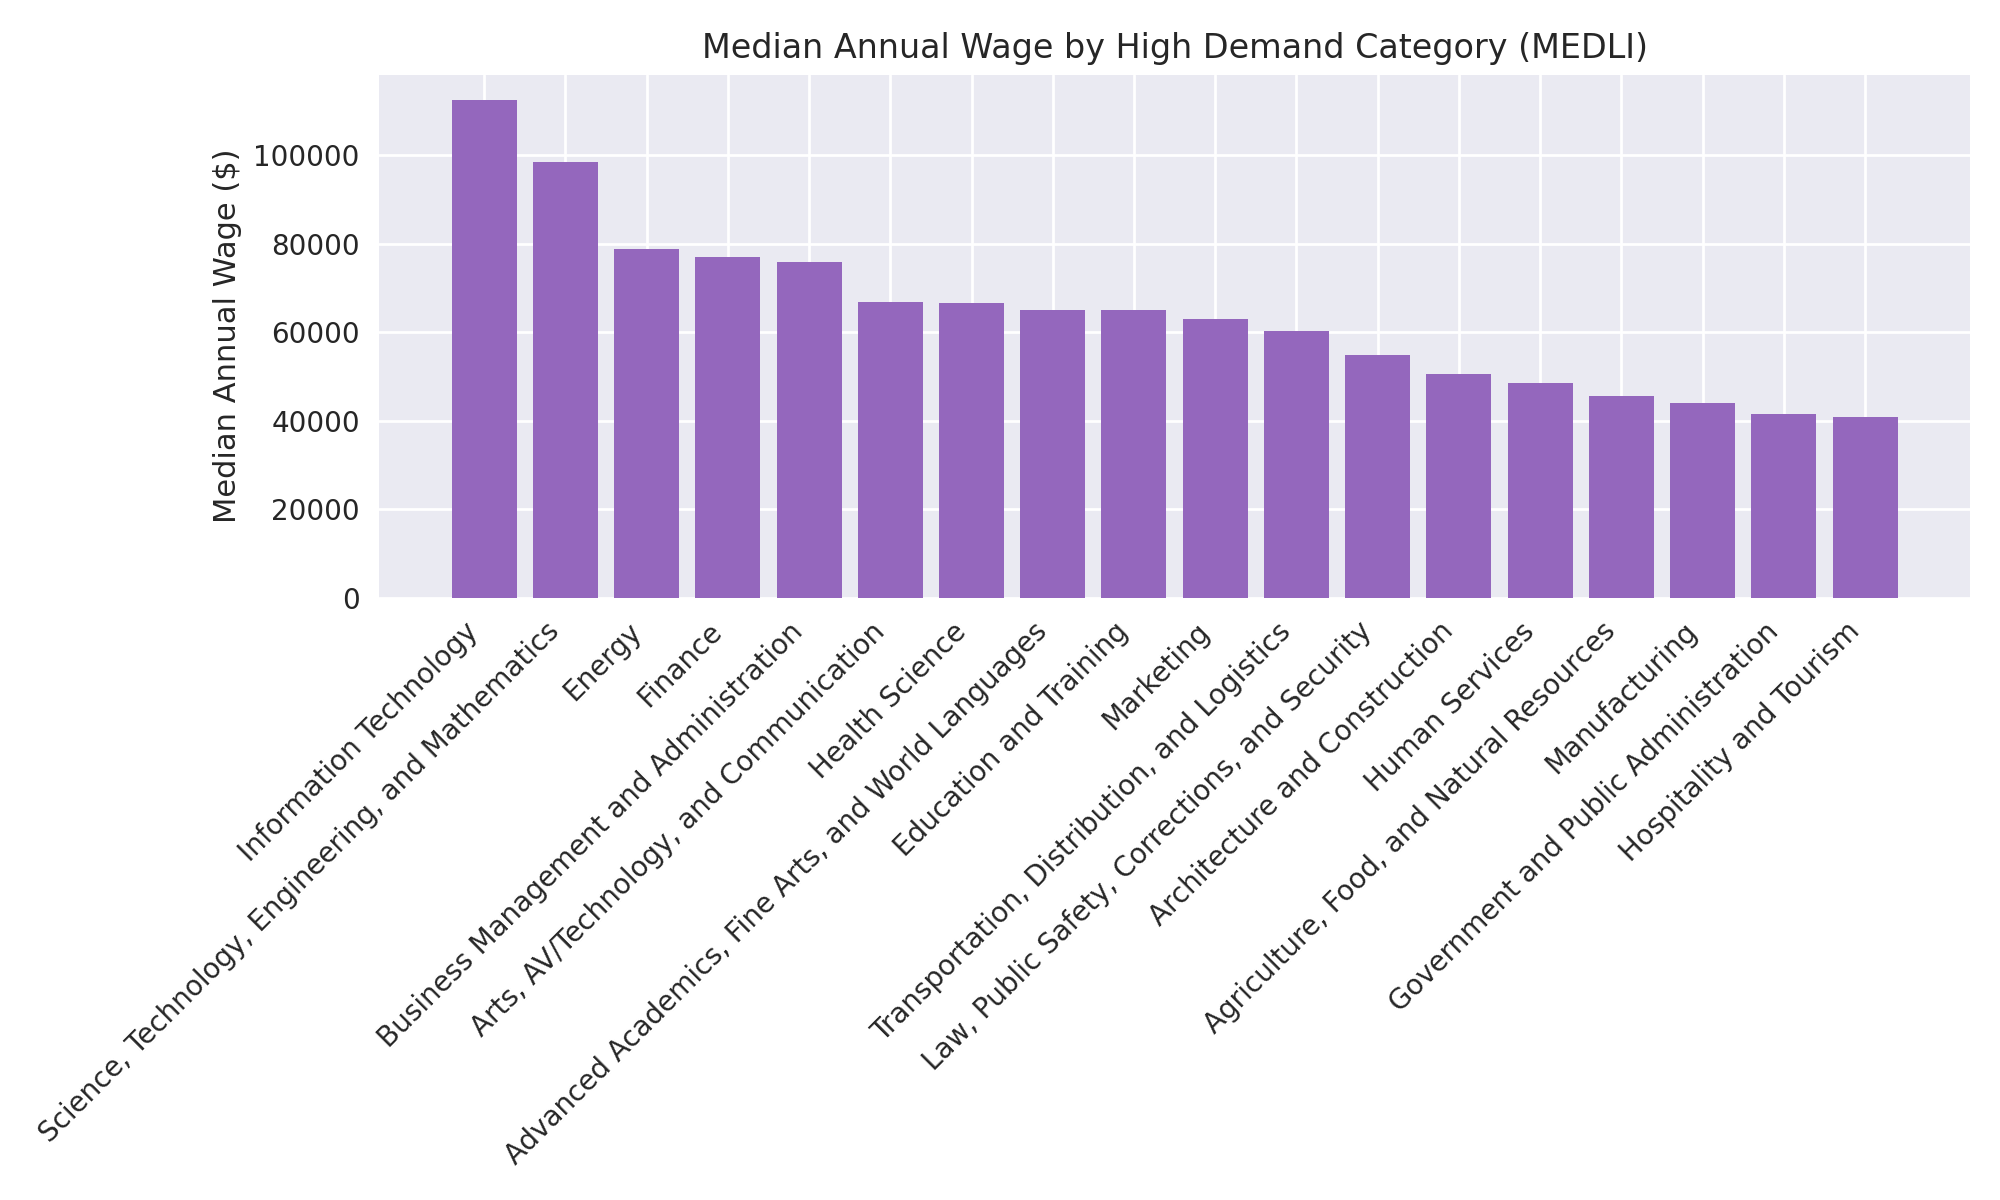 Median Annual Wage by High Demand Category (MEDLI)
Median Annual Wage ($)
100000
80000
60000
40000
20000
0
Information Technology
Science, Technology, Engineering, and Mathematics
Energy
Finance
Business Management and Administration
Arts, AV/Technology, and Communication
Health Science
Advanced Academics, Fine Arts, and World Languages
Education and Training
Marketing
Transportation, Distribution, and Logistics
Law, Public Safety, Corrections, and Security
Architecture and Construction
Human Services
Agriculture, Food, and Natural Resources
Manufacturing
Government and Public Administration
Hospitality and Tourism